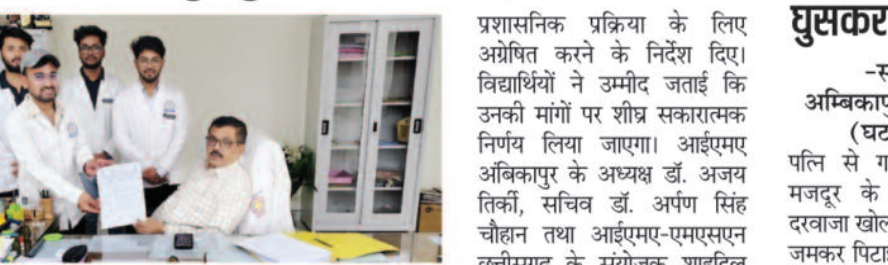 प्रशासनिक प्रक्रिया के लिए
अग्रेषित करने के निर्देश दिए।
विद्यार्थियों ने उम्मीद जताई कि
उनकी मांगों पर शीघ्र सकारात्मक
निर्णय लिया जाएगा। आईएमए
अंबिकापुर के अध्यक्ष डॉ. अजय
तिर्की, सचिव डॉ. अर्पण सिंह
चौहान तथा आईएमए-एमएसएन
घुसकर
अम्बिकापु
पत्नि से
मजदूर के
दरवाजा खोल
जमकर